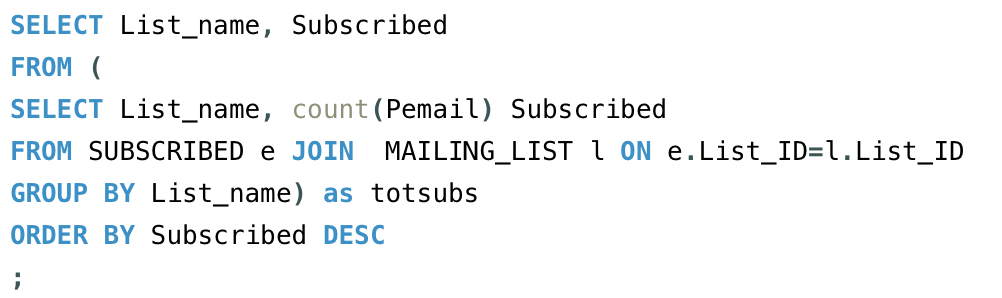 SELECT List_name, Subscribed
FROM (
SELECT List_name, count(Pemail) Subscribed
FROM SUBSCRIBED e JOIN  MAILING_LIST l ON e.List_ID=l.List_ID
GROUP BY List_name) as totsubs
ORDER BY Subscribed DESC
;